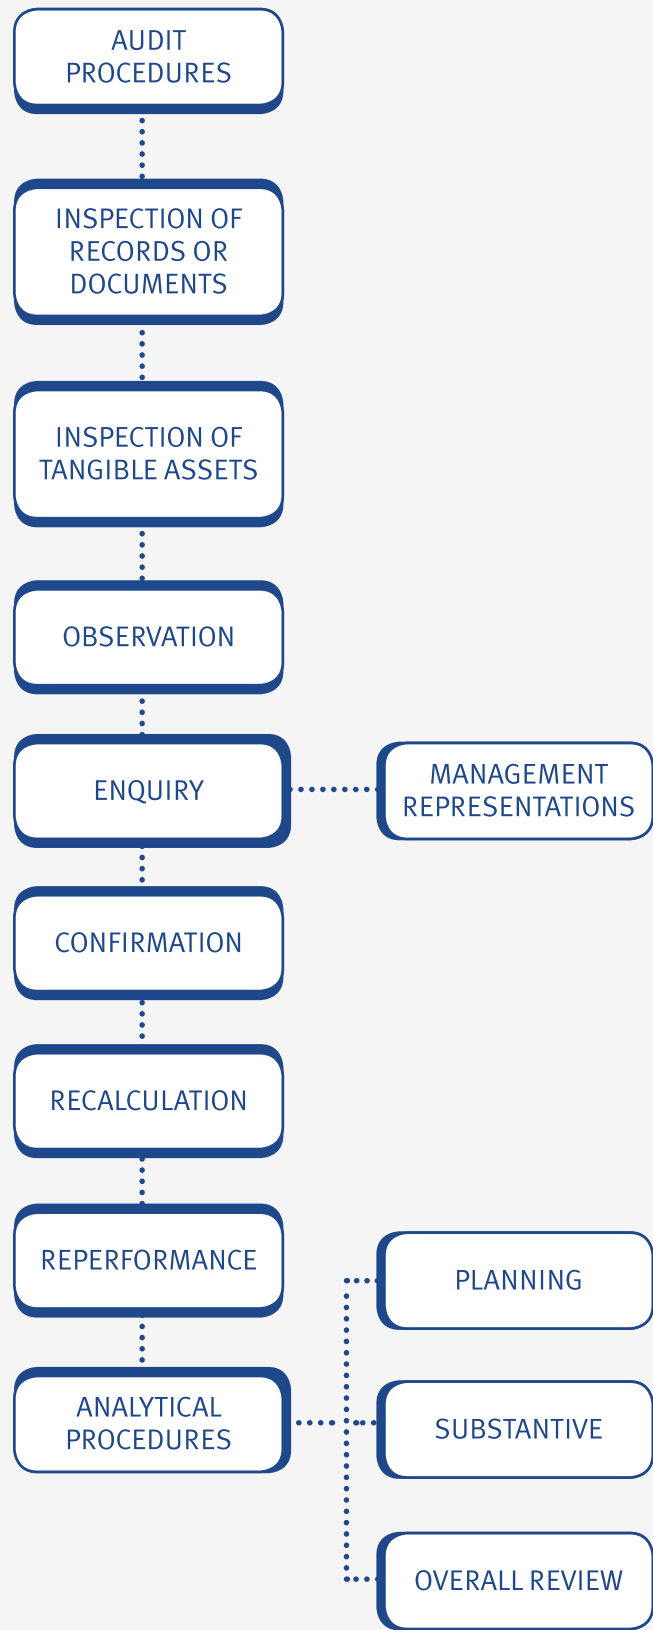 AUDIT
PROCEDURES
INSPECTION OF
RECORDS OR
DOCUMENTS
INSPECTION OF
TANGIBLE ASSETS
OBSERVATION
ENQUIRY
MANAGEMENT
REPRESENTATIONS
CONFIRMATION
RECALCULATION
REPERFORMANCE
ANALYTICAL
PROCEDURES
PLANNING
SUBSTANTIVE
OVERALL REVIEW